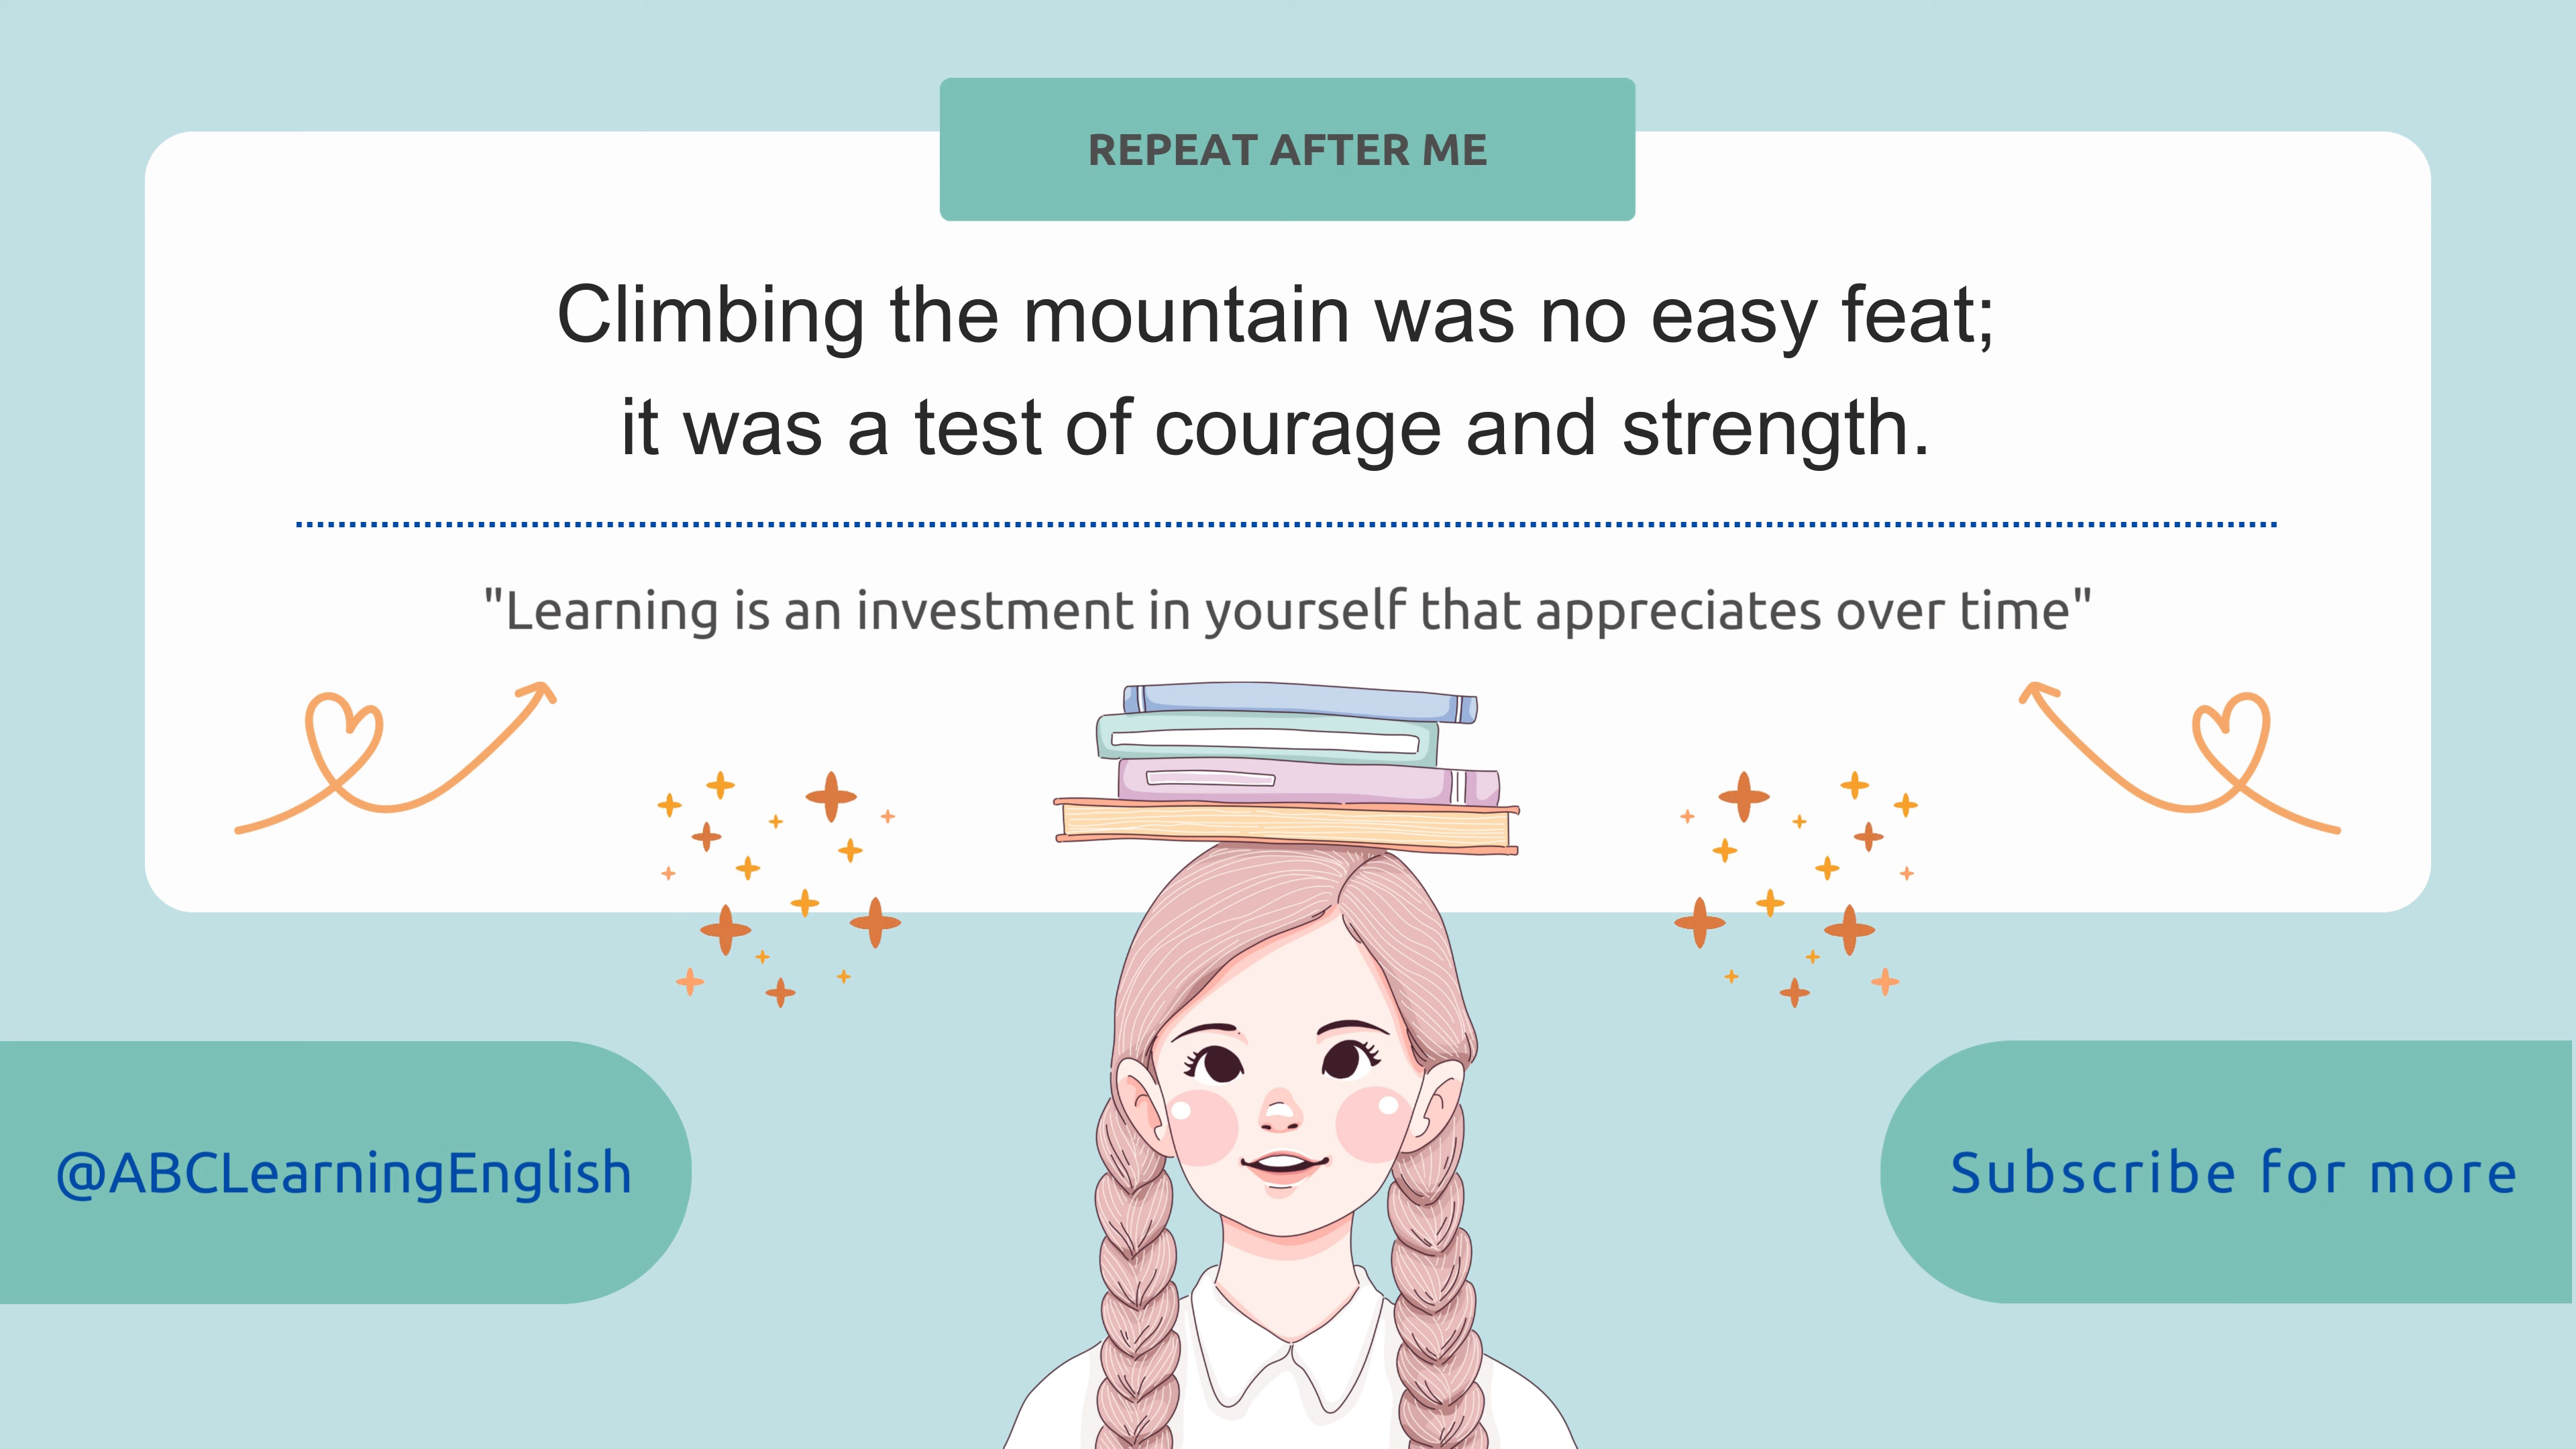 REPEAT AFTER ME
Climbing the mountain was no easy feat;
it was a test of courage and strength.
"Learning is an investment in yourself that appreciates over time"
@ABCLearningEnglish
Subscribe for more